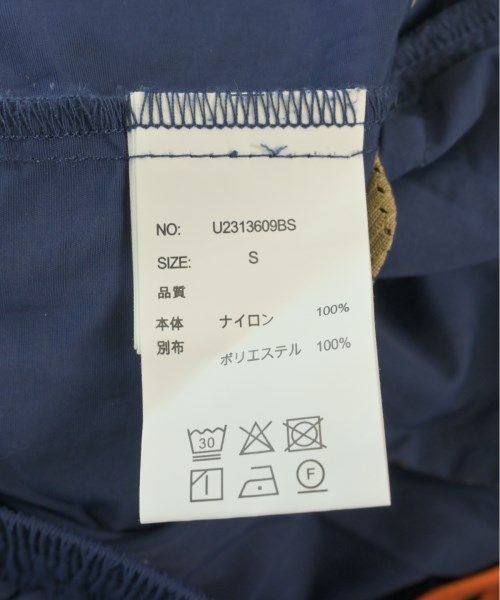 NO: U2313609BS
SIZE: S
品質
本体 ナイロン 100%
別布 ポリエステル 100%
30
F